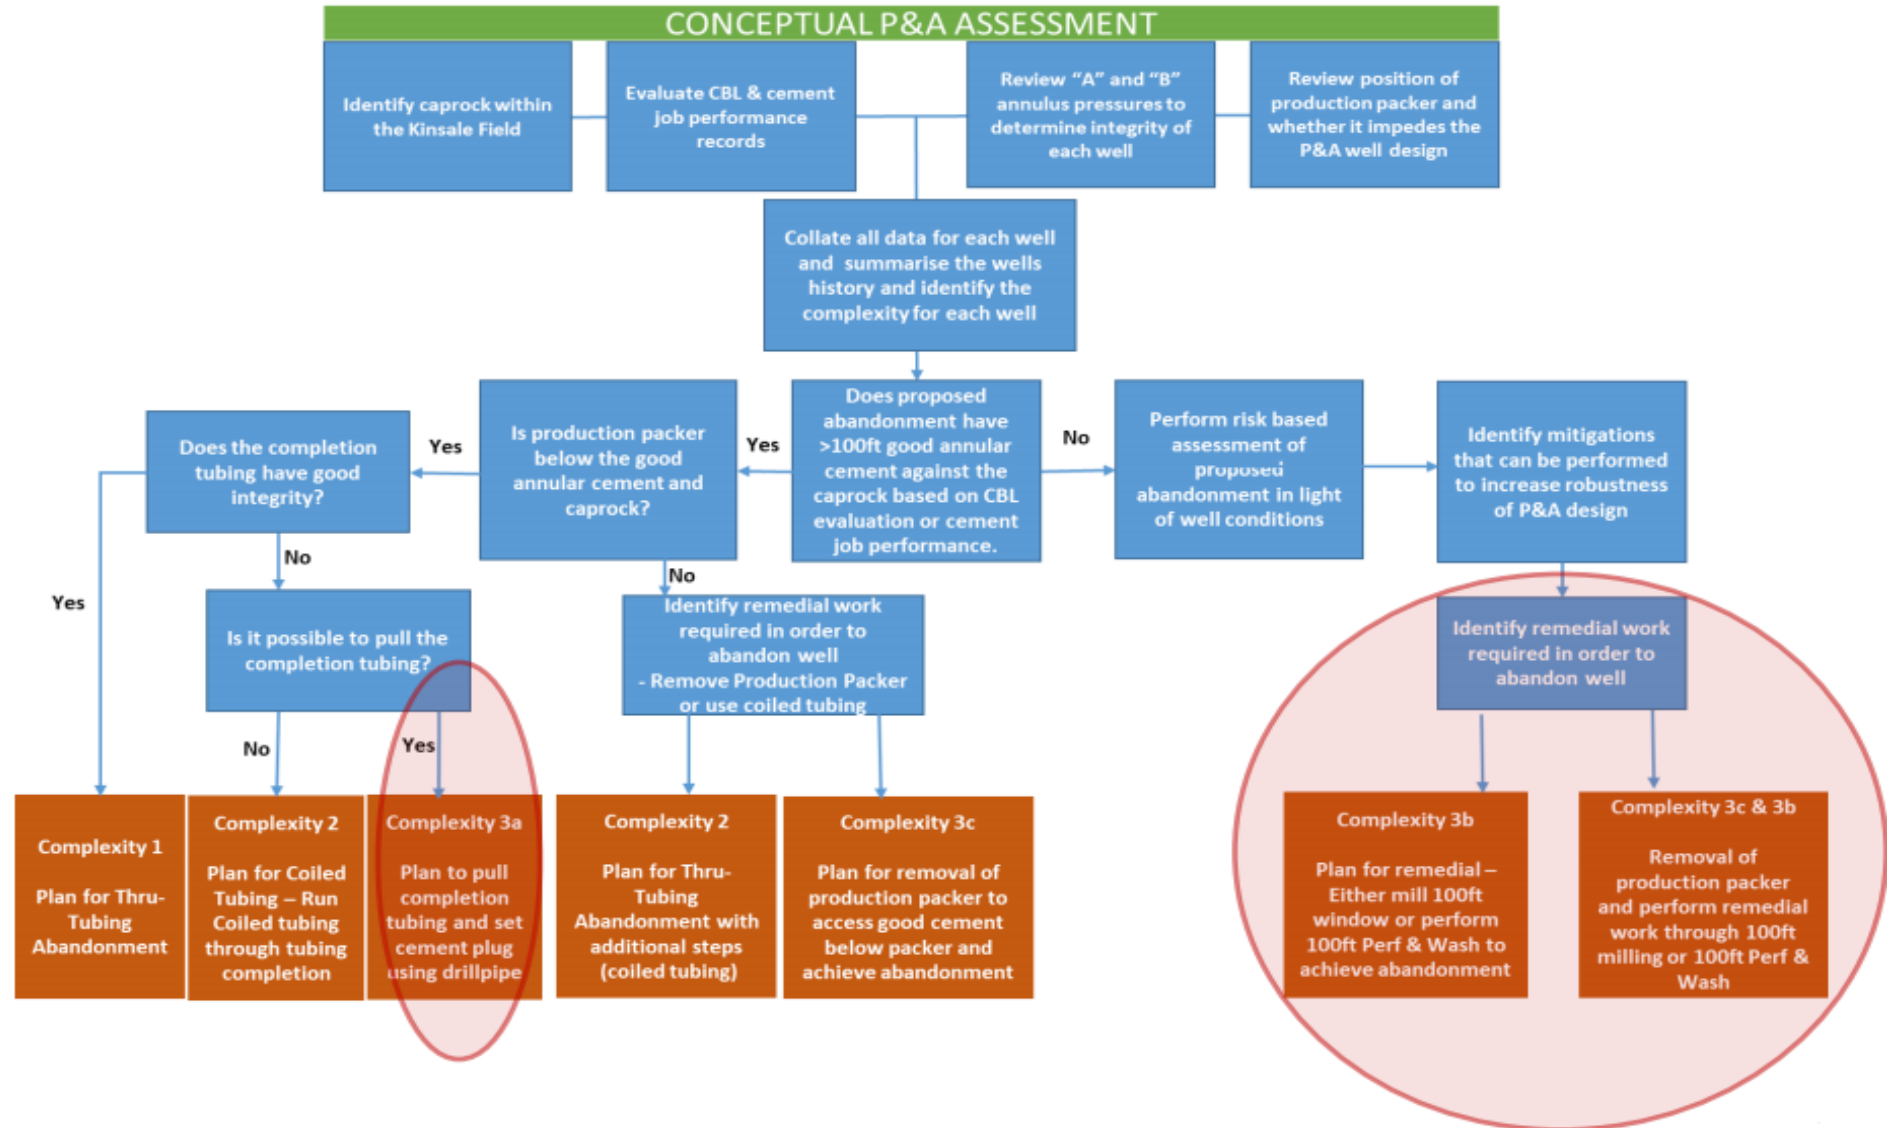 CONCEPTUAL P&A ASSESSMENT
Identify caprock within
the Kinsale Field
Evaluate CBL & cement
job performance
records
Review “A” and “B”
annulus pressures to
determine integrity of
each well
Review position of
production packer and
whether it impedes the
P&A well design
Collate all data for each well
and summarise the wells
history and identify the
complexity for each well
Does the completion
tubing have good
integrity?
Yes
Is production packer
below the good
annular cement and
caprock?
Yes
Does proposed
abandonment have
>100ft good annular
cement against the
caprock based on CBL
evaluation or cement
job performance.
No
Perform risk based
assessment of
proposed
abandonment in light
of well conditions
Identify mitigations
that can be performed
to increase robustness
of P&A design
No
Yes
No
Is it possible to pull the
completion tubing?
Identify remedial work
required in order to
abandon well
- Remove Production Packer
or use coiled tubing
Identify remedial work
required in order to
abandon well
No
Yes
Complexity 1
Plan for Thru-
Tubing
Abandonment
Complexity 2
Plan for Coiled
Tubing – Run
Coiled tubing
through tubing
completion
Complexity 3a
Plan to pull
completion
tubing and set
cement plug
using drillpipe
Complexity 2
Plan for Thru-
Tubing
Abandonment with
additional steps
(coiled tubing)
Complexity 3c
Plan for removal of
production packer to
access good cement
below packer and
achieve abandonment
Complexity 3b
Plan for remedial –
Either mill 100ft
window or perform
100ft Perf & Wash to
achieve abandonment
Complexity 3c & 3b
Removal of
production packer
and perform remedial
work through 100ft
milling or 100ft Perf &
Wash